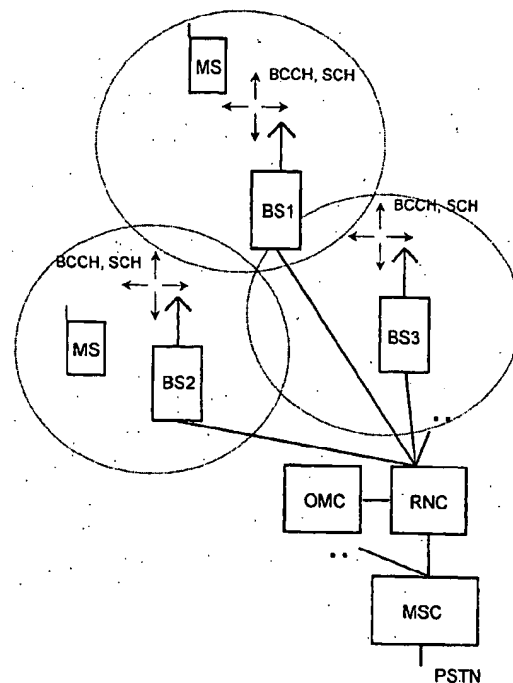 MS
BCCH, SCH
BS1
BCCH, SCH
BCCH, SCH
MS
BS2
BS3
OMC
RNC
MSC
PSTN